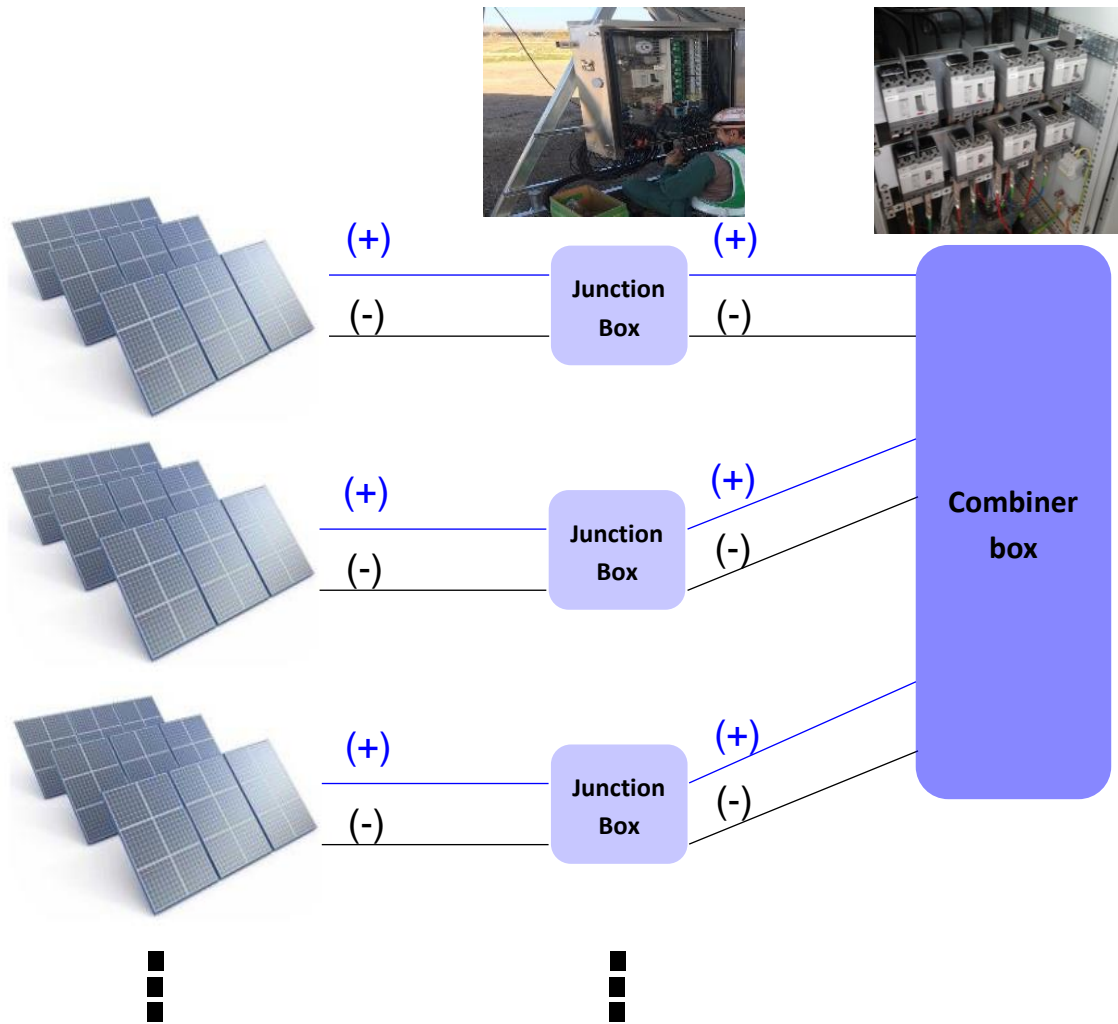 (+)
(+)
(-)
(-)
Junction
Box
(+)
(+)
(-)
(-)
Junction
Box
Combiner
box
(+)
(+)
(-)
(-)
Junction
Box